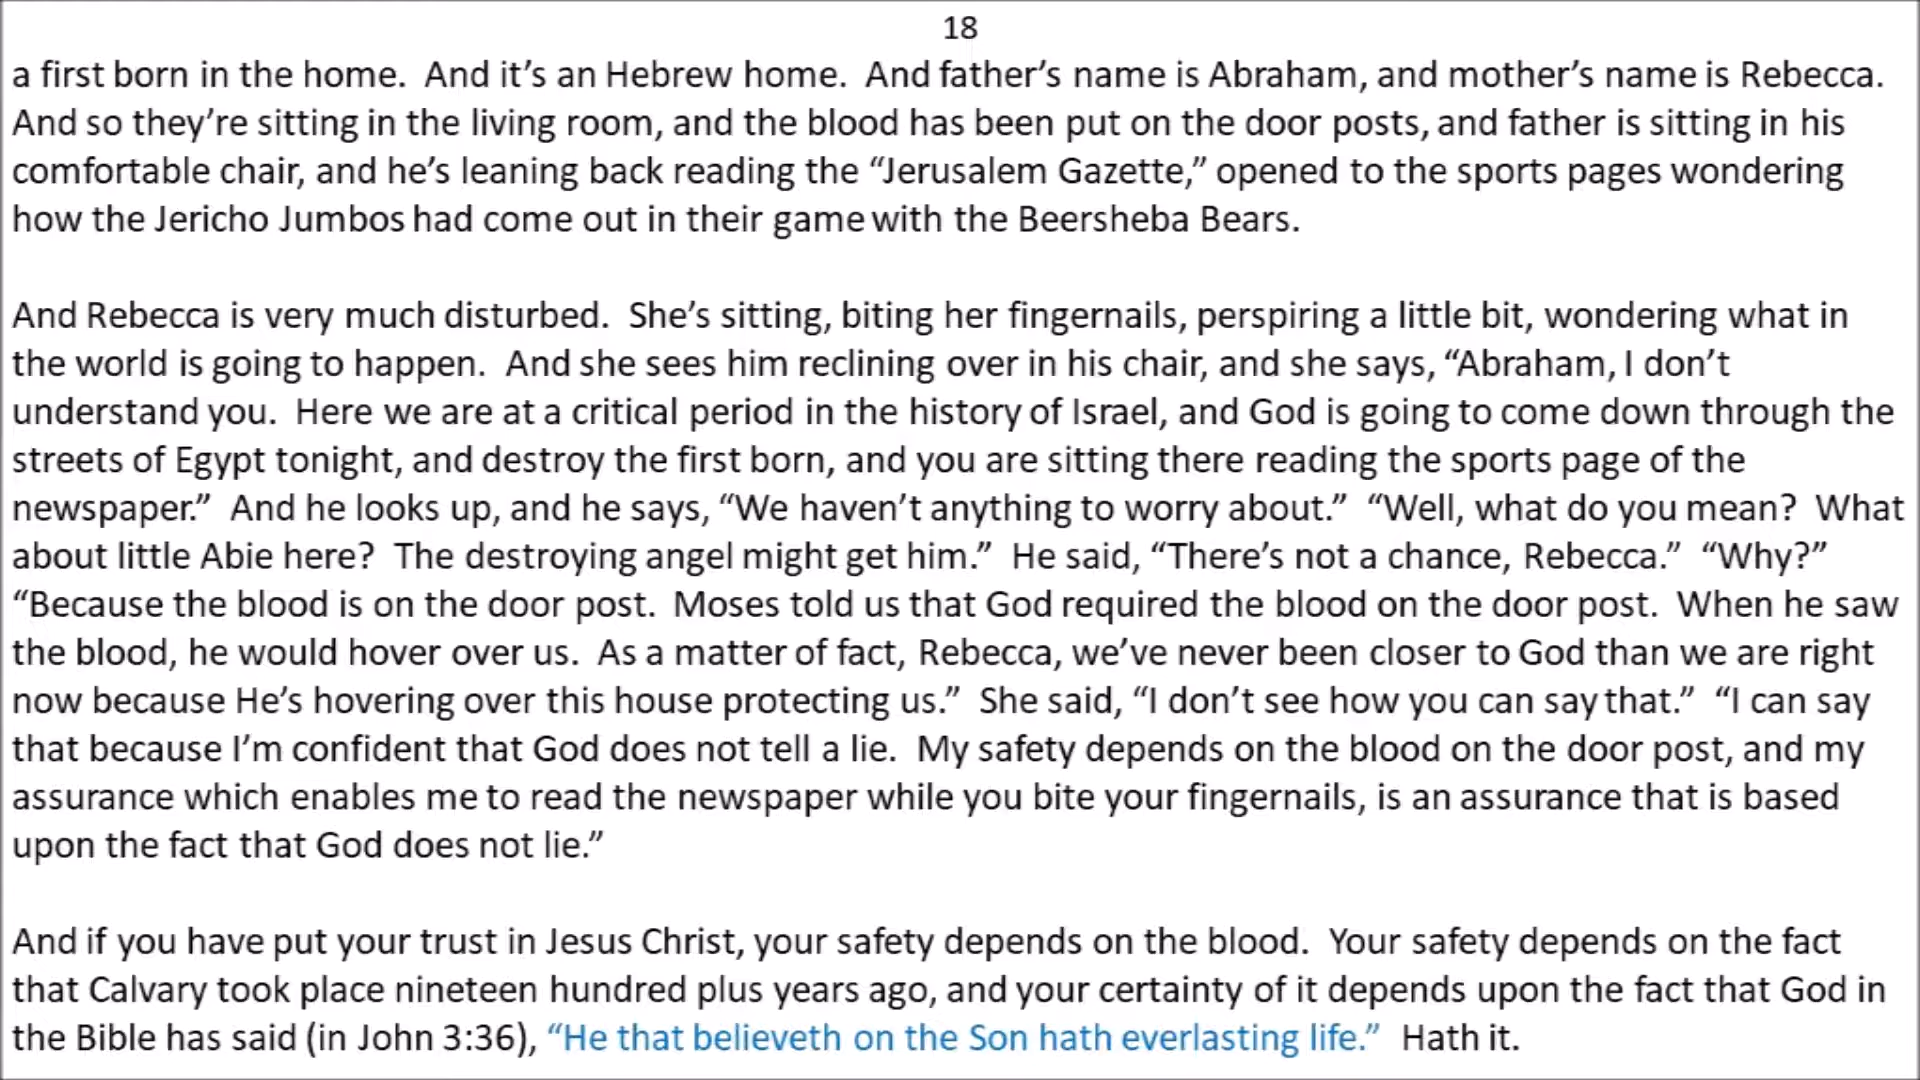 18
a first born in the home.  And it’s an Hebrew home.  And father’s name is Abraham, and mother’s name is Rebecca.
And so they’re sitting in the living room, and the blood has been put on the door posts, and father is sitting in his
comfortable chair, and he’s leaning back reading the “Jerusalem Gazette,” opened to the sports pages wondering
how the Jericho Jumbos had come out in their game with the Beersheba Bears.
And Rebecca is very much disturbed.  She’s sitting, biting her fingernails, perspiring a little bit, wondering what in
the world is going to happen.  And she sees him reclining over in his chair, and she says, “Abraham, I don’t
understand you.  Here we are at a critical period in the history of Israel, and God is going to come down through the
streets of Egypt tonight, and destroy the first born, and you are sitting there reading the sports page of the
newspaper.”  And he looks up, and he says, “We haven’t anything to worry about.”  “Well, what do you mean?  What
about little Abie here?  The destroying angel might get him.”  He said, “There’s not a chance, Rebecca.”  “Why?”
“Because the blood is on the door post.  Moses told us that God required the blood on the door post.  When he saw
the blood, he would hover over us.  As a matter of fact, Rebecca, we’ve never been closer to God than we are right
now because He’s hovering over this house protecting us.”  She said, “I don’t see how you can say that.”  “I can say
that because I’m confident that God does not tell a lie.  My safety depends on the blood on the door post, and my
assurance which enables me to read the newspaper while you bite your fingernails, is an assurance that is based
upon the fact that God does not lie.”
And if you have put your trust in Jesus Christ, your safety depends on the blood.  Your safety depends on the fact
that Calvary took place nineteen hundred plus years ago, and your certainty of it depends upon the fact that God in
the Bible has said (in John 3:36), “He that believeth on the Son hath everlasting life.”  Hath it.